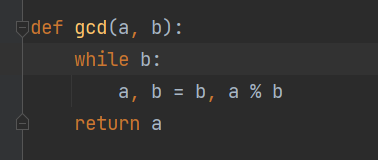 def gcd(a, b):
    while b:
        a, b = b, a % b
    return a